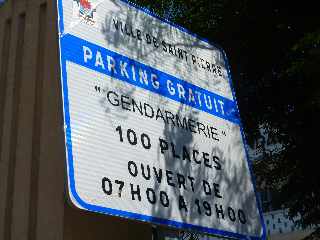 VILLE DE SAINT PIERRE
PARKING GRATUIT
" GENDARMERIE "
100 PLACES
OUVERT DE
07H00 A 19H00